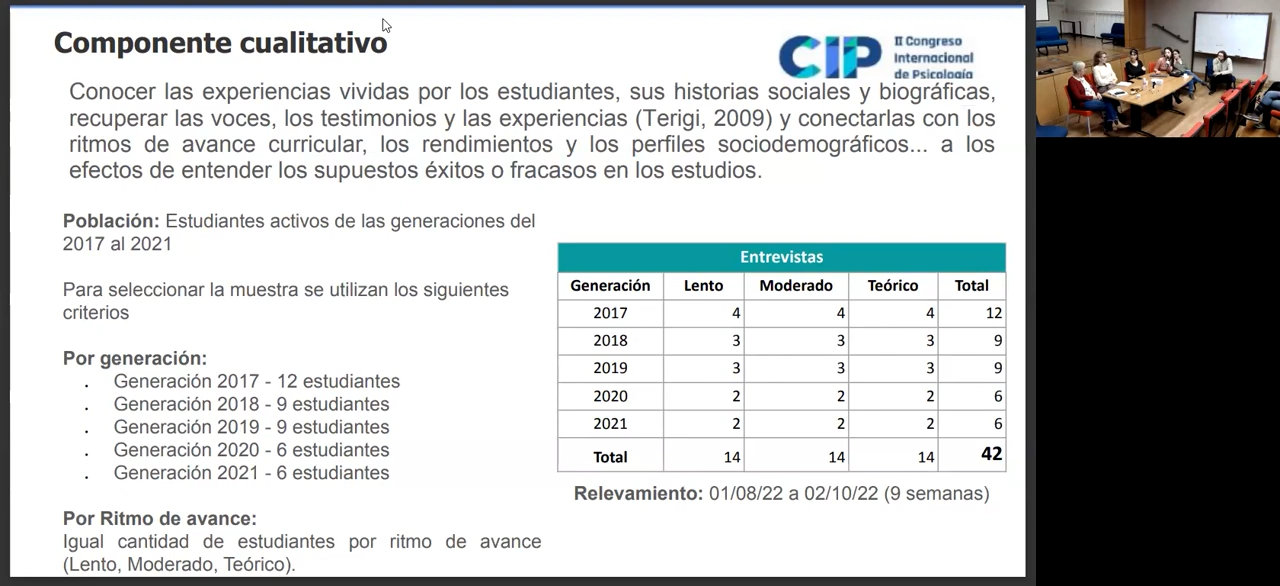 Componente cualitativo
CIP
II Congreso
Internacional
de Psicología
Conocer las experiencias vividas por los estudiantes, sus historias sociales y biográficas,
recuperar las voces, los testimonios y las experiencias (Terigi, 2009) y conectarlas con los
ritmos de avance curricular, los rendimientos y los perfiles sociodemográficos... a los
efectos de entender los supuestos éxitos o fracasos en los estudios.
Población: Estudiantes activos de las generaciones del
2017 al 2021
Para seleccionar la muestra se utilizan los siguientes
criterios
Por generación:
. Generación 2017 - 12 estudiantes
. Generación 2018 - 9 estudiantes
. Generación 2019 - 9 estudiantes
. Generación 2020 - 6 estudiantes
. Generación 2021 - 6 estudiantes
Por Ritmo de avance:
Igual cantidad de estudiantes por ritmo de avance
(Lento, Moderado, Teórico).
Entrevistas
Generación Lento Moderado Teórico Total
2017 4 4 4 12
2018 3 3 3 9
2019 3 3 3 9
2020 2 2 2 6
2021 2 2 2 6
Total 14 14 14 42
Relevamiento: 01/08/22 a 02/10/22 (9 semanas)